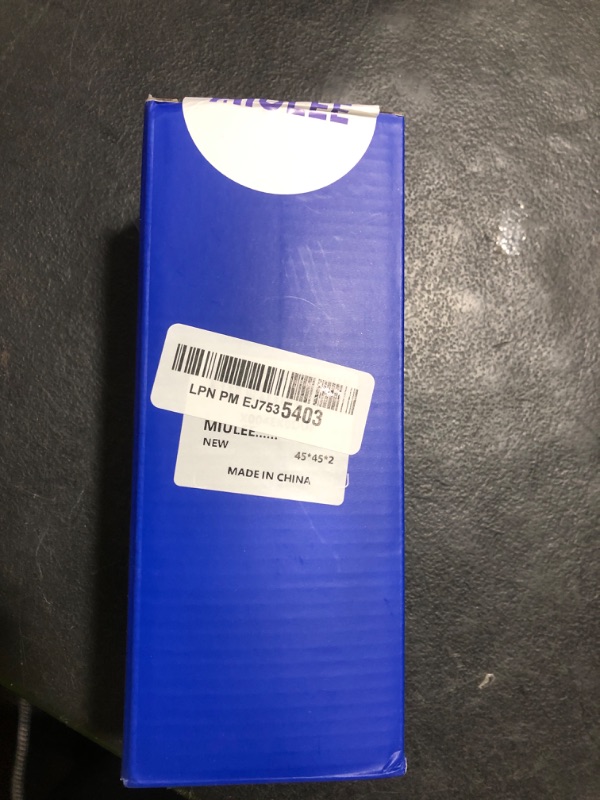 MIULEE
LPN PM EJ7535403
MIULEE......
NEW
45*45*2
MADE IN CHINA